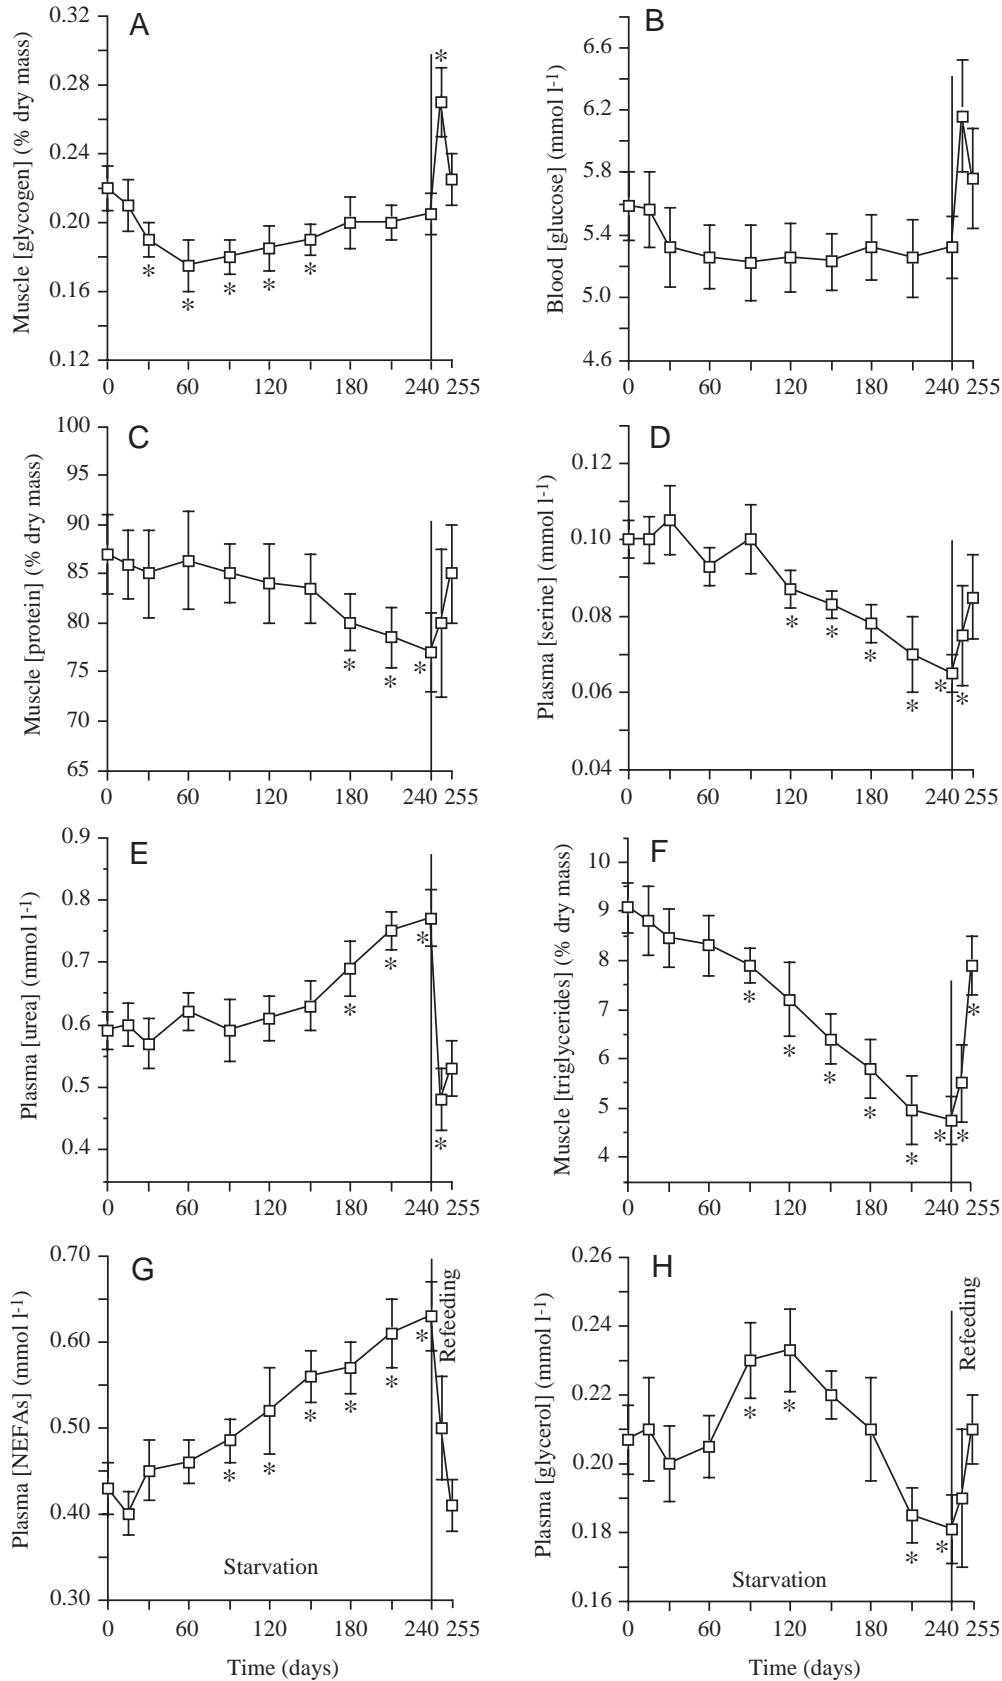 A
Muscle [glycogen] (% dry mass)
0.32
0.28
0.24
0.20
0.16
0.12
* * * * * *
0 60 120 180 240 255
B
Blood [glucose] (mmol l-1)
6.6
6.2
5.8
5.4
5.0
4.6
0 60 120 180 240 255
C
Muscle [protein] (% dry mass)
100
95
90
85
80
75
70
65
* * *
0 60 120 180 240 255
D
Plasma [serine] (mmol l-1)
0.12
0.10
0.08
0.06
0.04
* * * * * *
0 60 120 180 240 255
E
Plasma [urea] (mmol l-1)
0.9
0.8
0.7
0.6
0.5
0.4
* * * *
0 60 120 180 240 255
F
Muscle [triglycerides] (% dry mass)
10
9
8
7
6
5
4
* * * * * * * *
0 60 120 180 240 255
G
Plasma [NEFAs] (mmol l-1)
0.70
0.60
0.50
0.40
0.30
* * * * * *
Refeeding
Starvation
0 60 120 180 240 255
Time (days)
H
Plasma [glycerol] (mmol l-1)
0.26
0.24
0.22
0.20
0.18
0.16
* * * *
Refeeding
Starvation
0 60 120 180 240 255
Time (days)